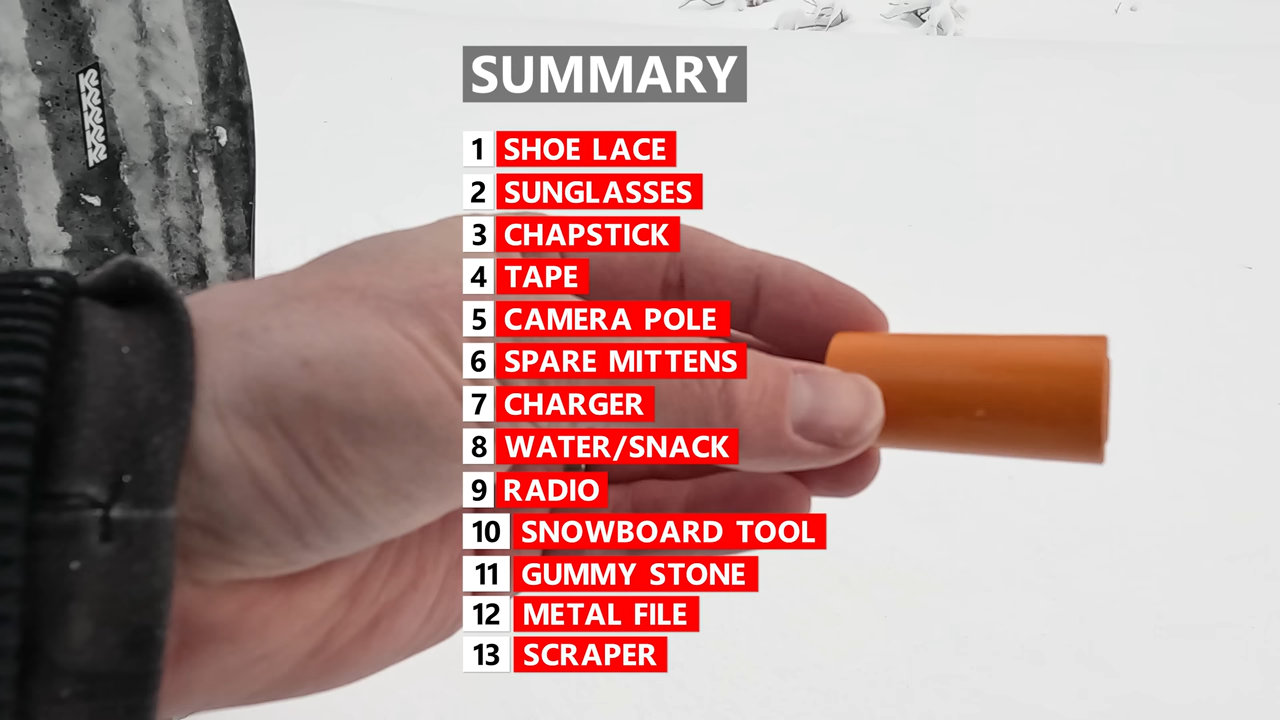 SUMMARY
1 SHOE LACE
2 SUNGLASSES
3 CHAPSTICK
4 TAPE
5 CAMERA POLE
6 SPARE MITTENS
7 CHARGER
8 WATER/SNACK
9 RADIO
10 SNOWBOARD TOOL
11 GUMMY STONE
12 METAL FILE
13 SCRAPER